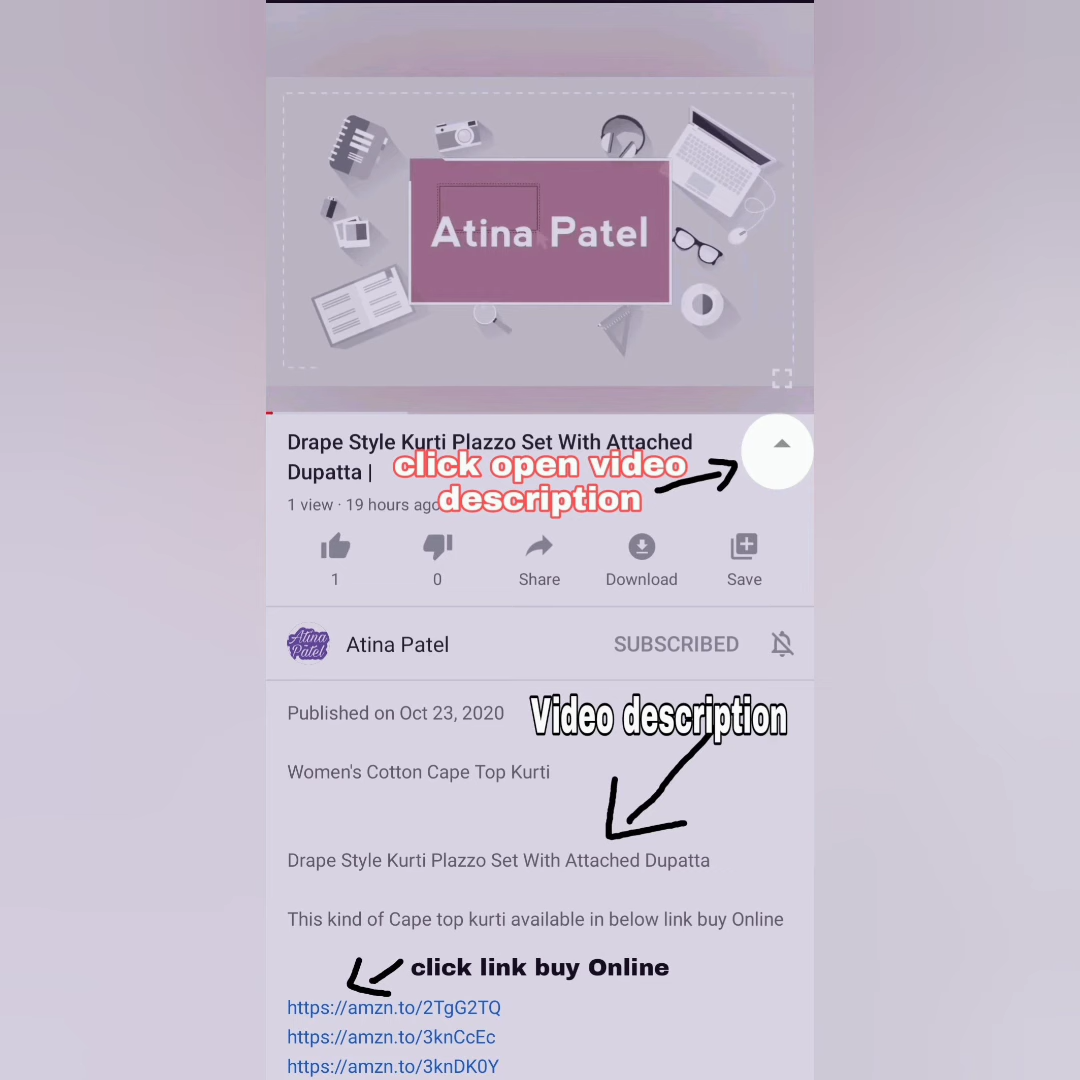 Atina Patel
Drape Style Kurti Plazzo Set With Attached
Dupatta |
click open video
description
1 view · 19 hours ago
1
0
Share
Download
Save
Atina
Patel
Atina Patel
SUBSCRIBED
Published on Oct 23, 2020
Video description
Women's Cotton Cape Top Kurti
Drape Style Kurti Plazzo Set With Attached Dupatta
This kind of Cape top kurti available in below link buy Online
click link buy Online
https://amzn.to/2TgG2TQ
https://amzn.to/3knCcEc
https://amzn.to/3knDK0Y